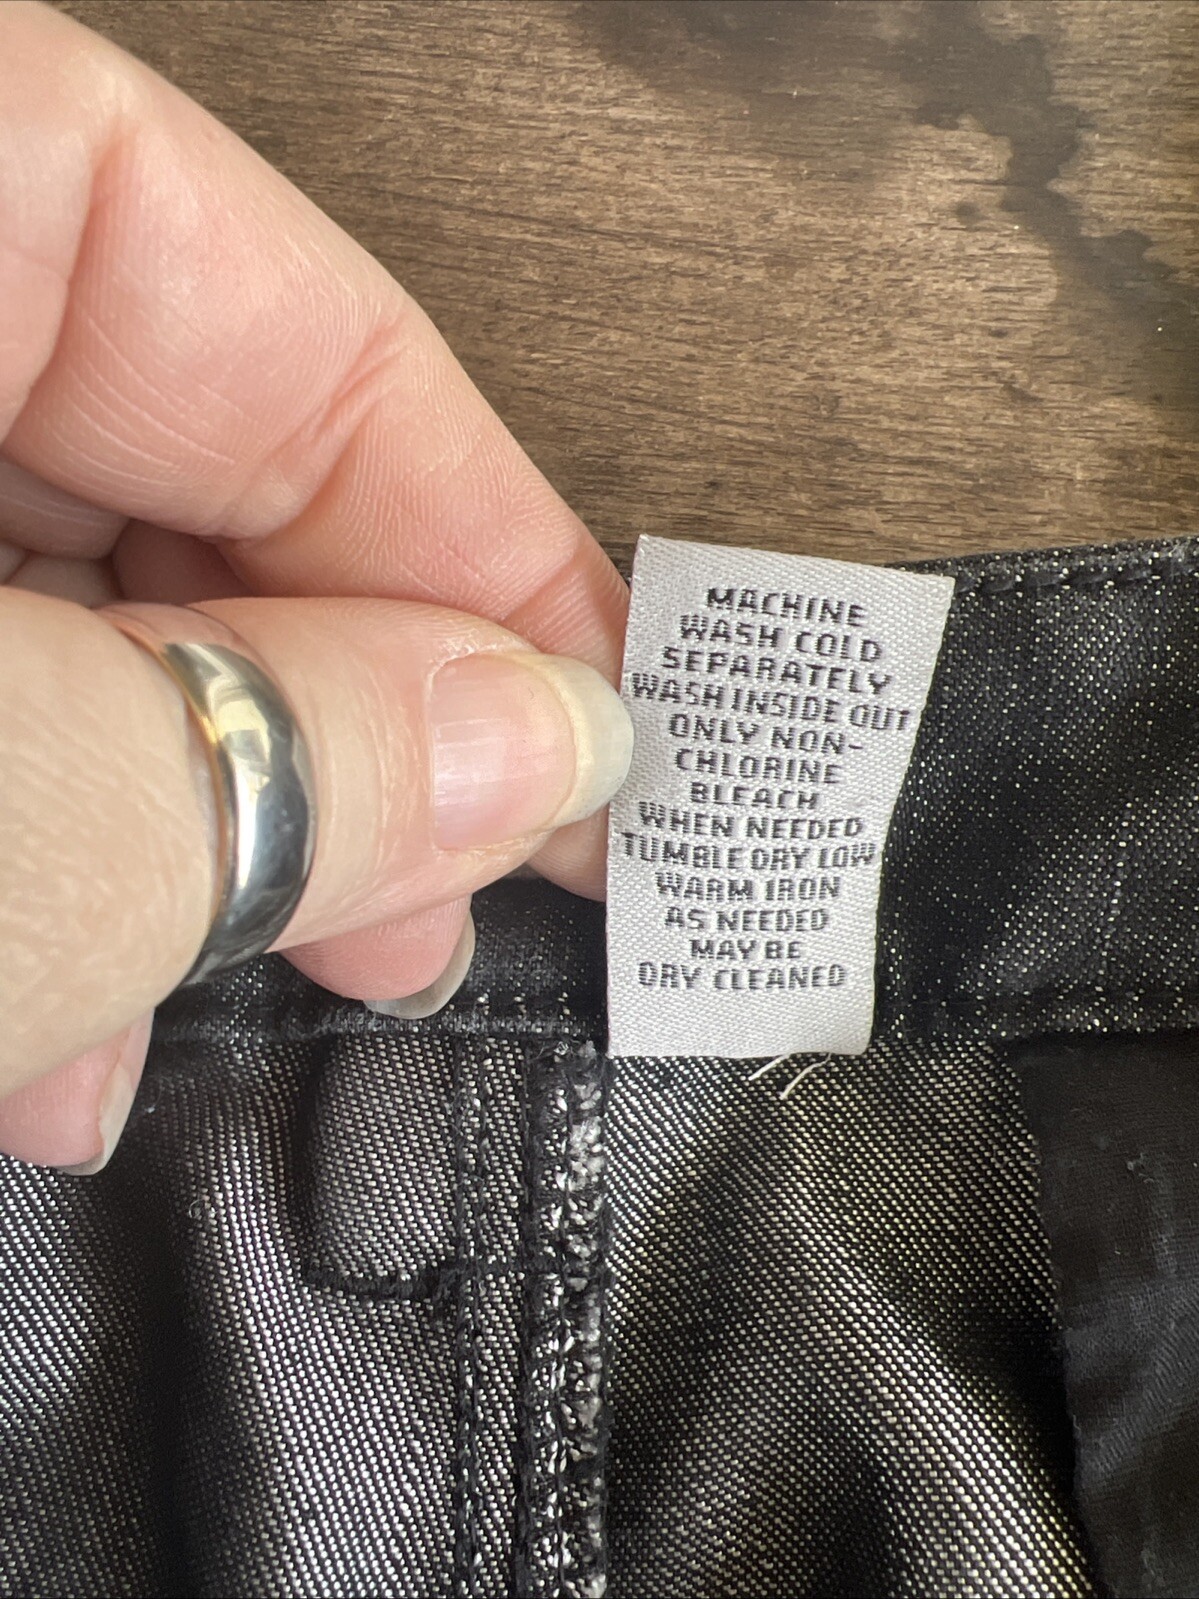 MACHINE
WASH COLD
SEPARATELY
WASH INSIDE OUT
ONLY NON-
CHLORINE
BLEACH
WHEN NEEDED
TUMBLE DRY LOW
WARM IRON
AS NEEDED
MAY BE
DRY CLEANED